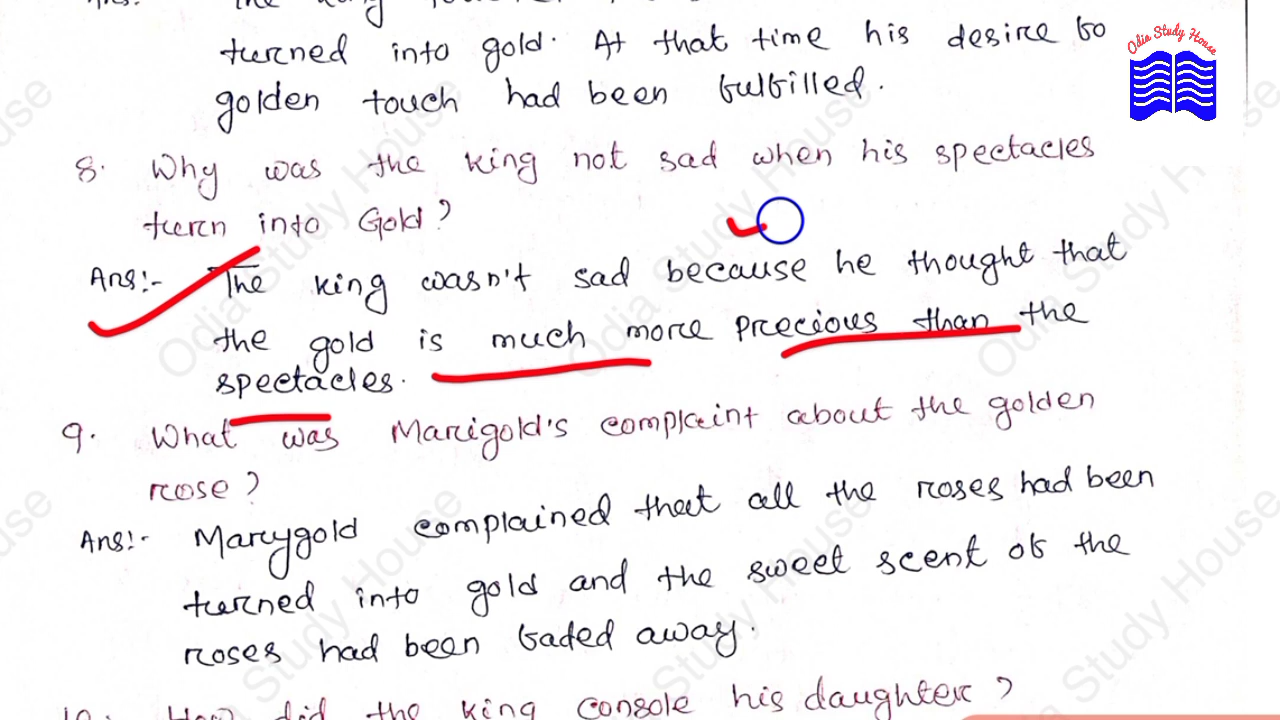 turned into gold. At that time his desire to
golden touch had been fulfilled.
Odia Study House
8. Why was the king not sad when his spectacles
turn into Gold?
Ans:- The king wasn't sad because he thought that
the gold is much more precious than the
spectacles.
9. What was Marigold's complaint about the golden
rose?
Ans:- Marygold complained that all the roses had been
turned into gold and the sweet scent of the
roses had been faded away.
10. How did the king console his daughter?